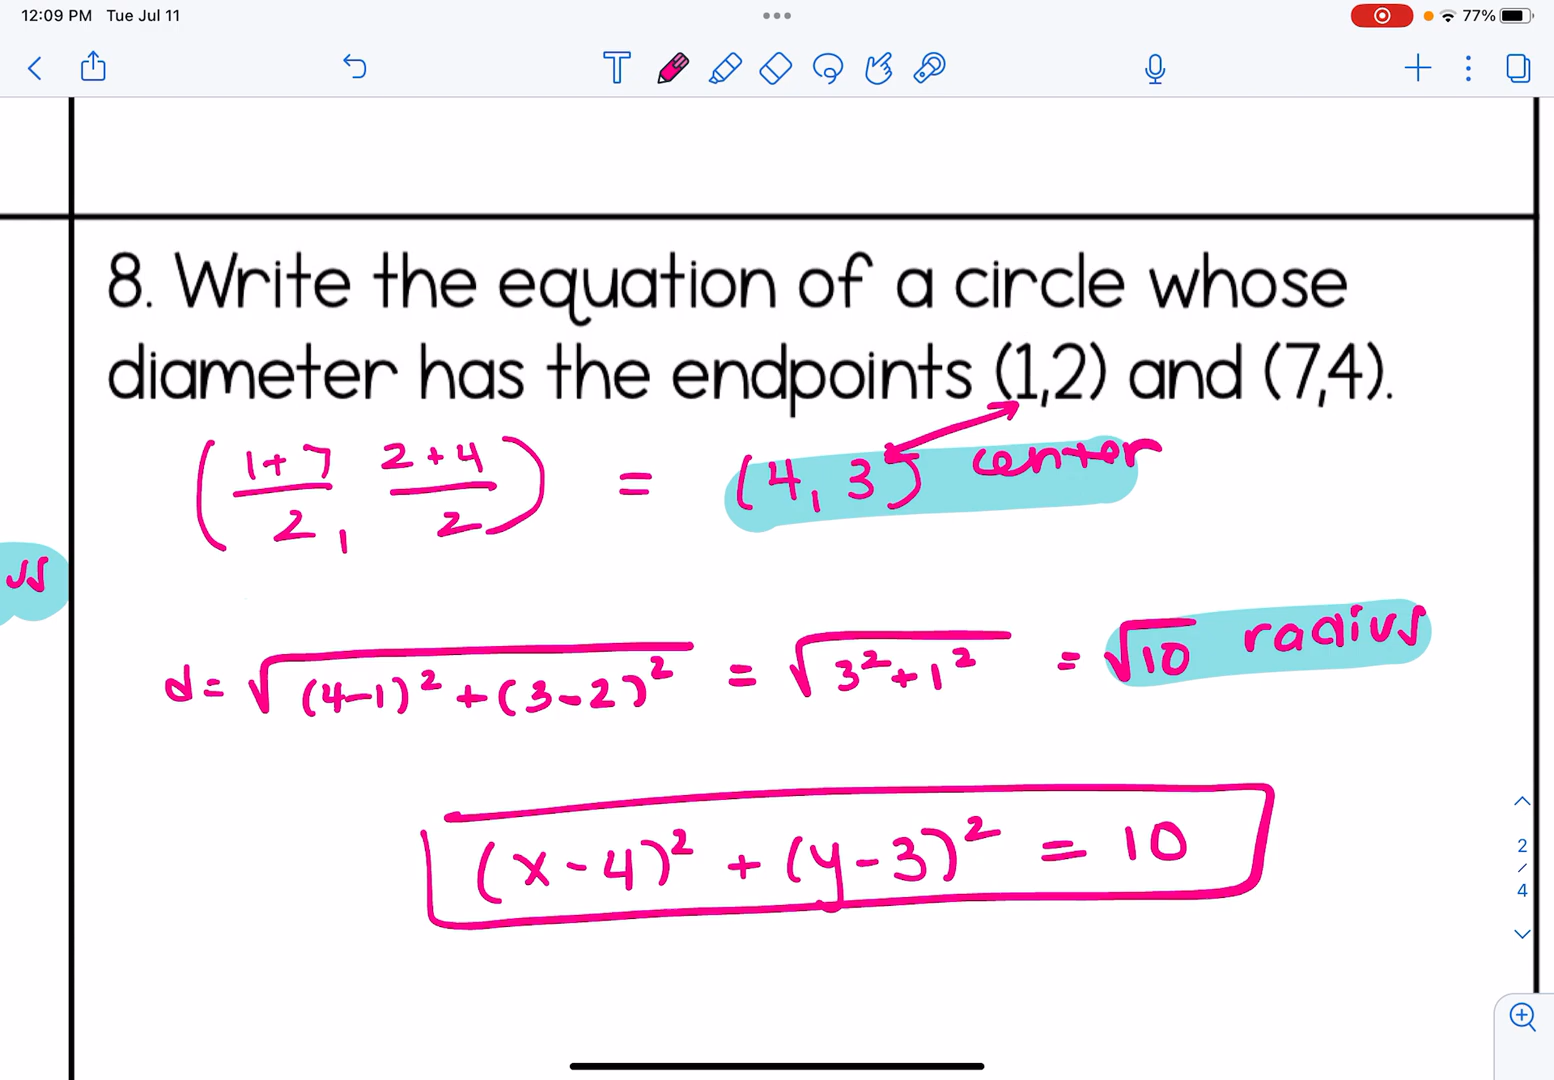 12:09 PM Tue Jul 11
77%
8. Write the equation of a circle whose
diameter has the endpoints (1,2) and (7,4).
(1+7/2, 2+4/2) = (4, 3) center
us
d = √(4-1)² + (3-2)² = √3² + 1² = √10 radius
(x-4)² + (y-3)² = 10
2
/
4